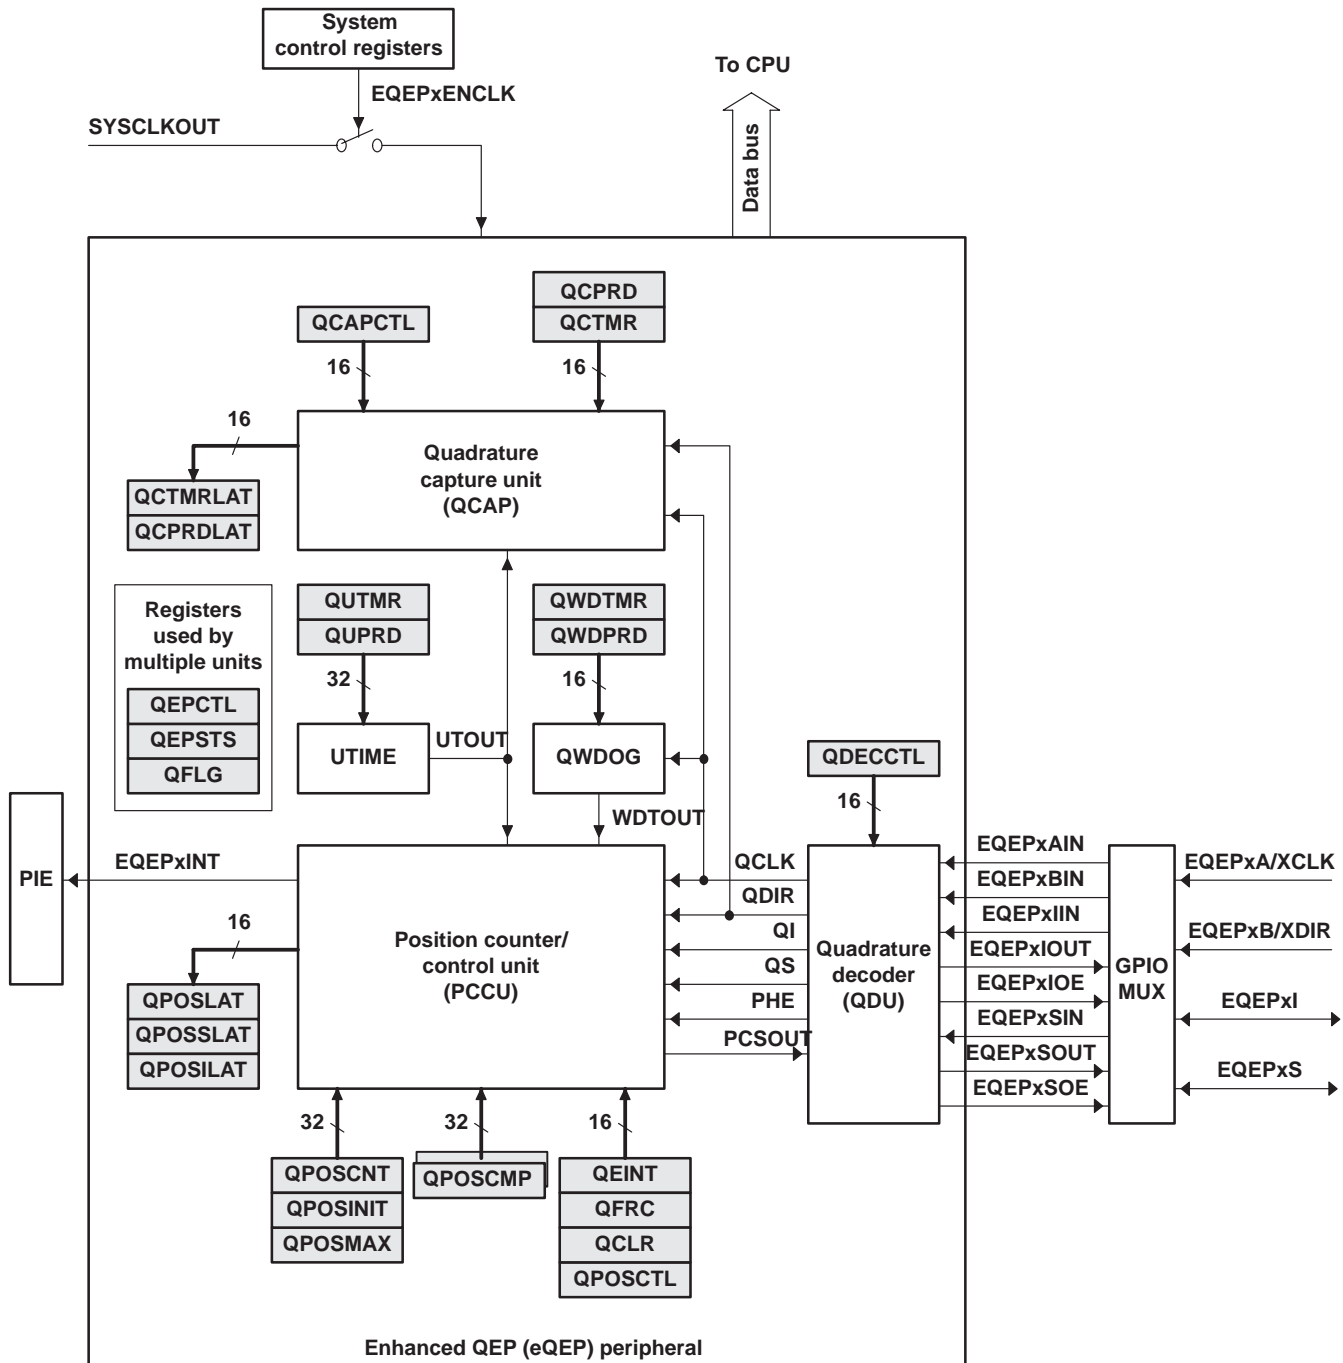 System
control registers
To CPU
EQEPxENCLK
SYSCLKOUT
Data bus
QCPRD
QCAPCTL
QCTMR
16
16
16
Quadrature
capture unit
(QCAP)
QCTMRLAT
QCPRDLAT
Registers
used by
multiple units
QUTMR
QUPRD
QWDTMR
QWDPRD
32
16
QEPCTL
QEPSTS
QFLG
UTIME
UTOUT
QWDOG
QDECCTL
16
WDTOUT
PIE
EQEPxINT
16
Position counter/
control unit
(PCCU)
QCLK
QDIR
QI
QS
PHE
PCSOUT
Quadrature
decoder
(QDU)
EQEPxAIN
EQEPxBIN
EQEPxIIN
EQEPxIOUT
EQEPxIOE
EQEPxSIN
EQEPxSOUT
EQEPxSOE
GPIO
MUX
EQEPxA/XCLK
EQEPxB/XDIR
EQEPxI
EQEPxS
QPOSLAT
QPOSSLAT
QPOSILAT
32
32
16
QPOSCNT
QPOSINIT
QPOSMAX
QPOSCMP
QEINT
QFRC
QCLR
QPOSCTL
Enhanced QEP (eQEP) peripheral